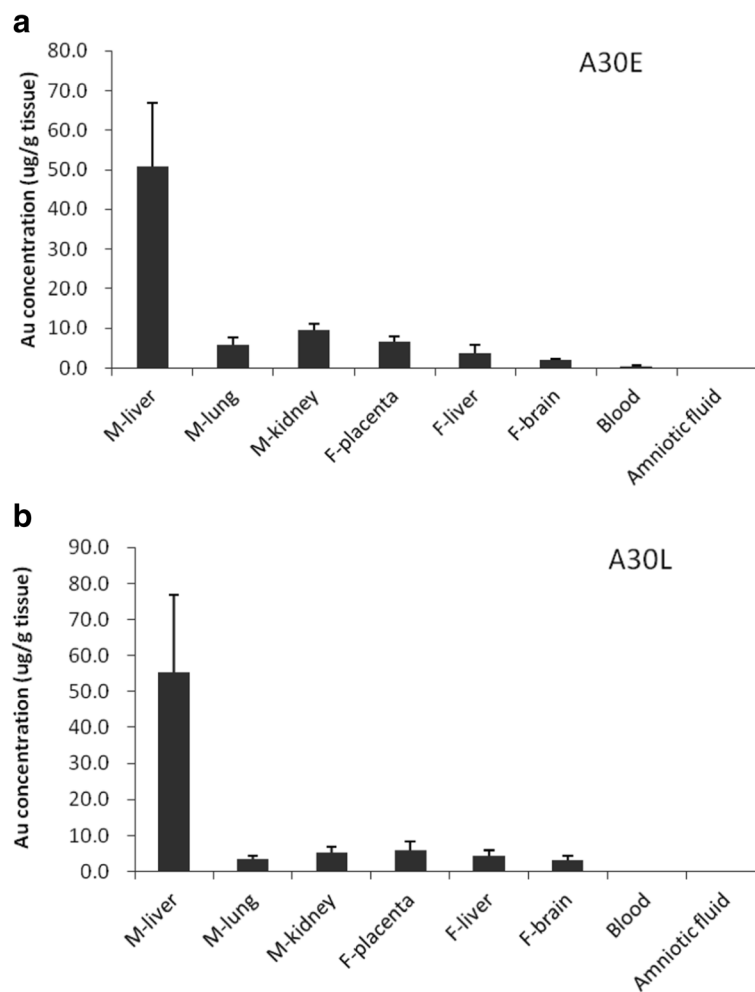 a
A30E
Au concentration (ug/g tissue)
80.0
70.0
60.0
50.0
40.0
30.0
20.0
10.0
0.0
M-liver
M-lung
M-kidney
F-placenta
F-liver
F-brain
Blood
Amniotic fluid
b
A30L
Au concentration (ug/g tissue)
90.0
80.0
70.0
60.0
50.0
40.0
30.0
20.0
10.0
0.0
M-liver
M-lung
M-kidney
F-placenta
F-liver
F-brain
Blood
Amniotic fluid